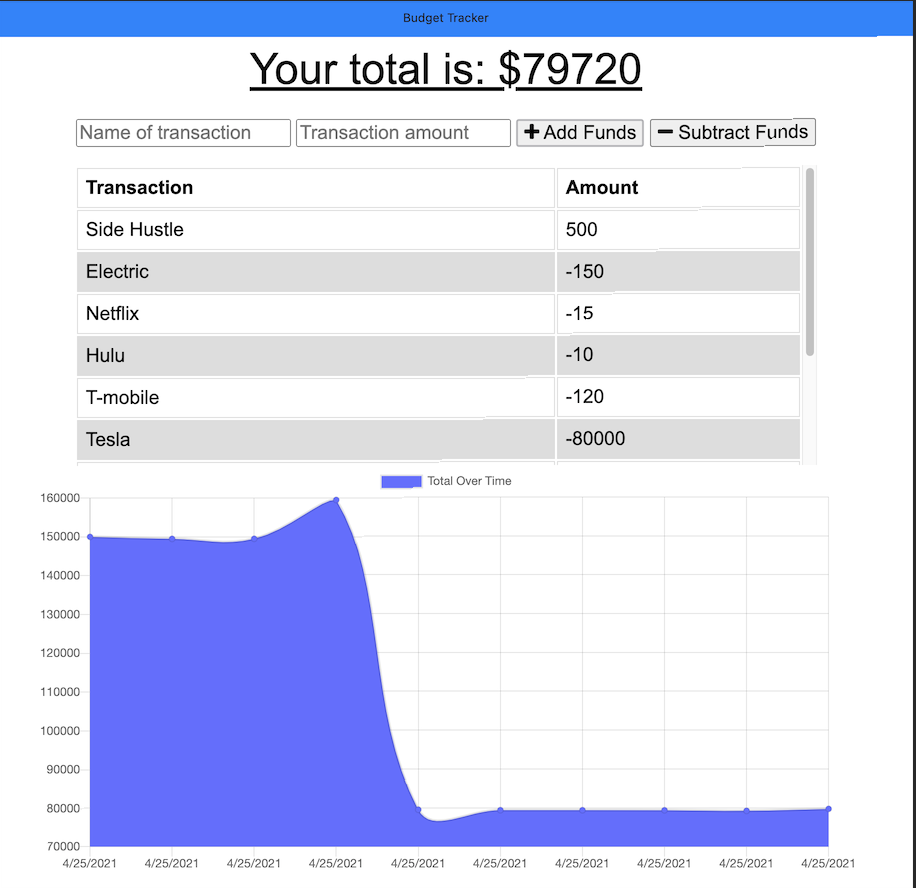 Budget Tracker
Your total is: $79720
Name of transaction Transaction amount + Add Funds − Subtract Funds
Transaction Amount
Side Hustle 500
Electric -150
Netflix -15
Hulu -10
T-mobile -120
Tesla -80000
Total Over Time
160000
150000
140000
130000
120000
110000
100000
90000
80000
70000
4/25/2021 4/25/2021 4/25/2021 4/25/2021 4/25/2021 4/25/2021 4/25/2021 4/25/2021 4/25/2021 4/25/2021